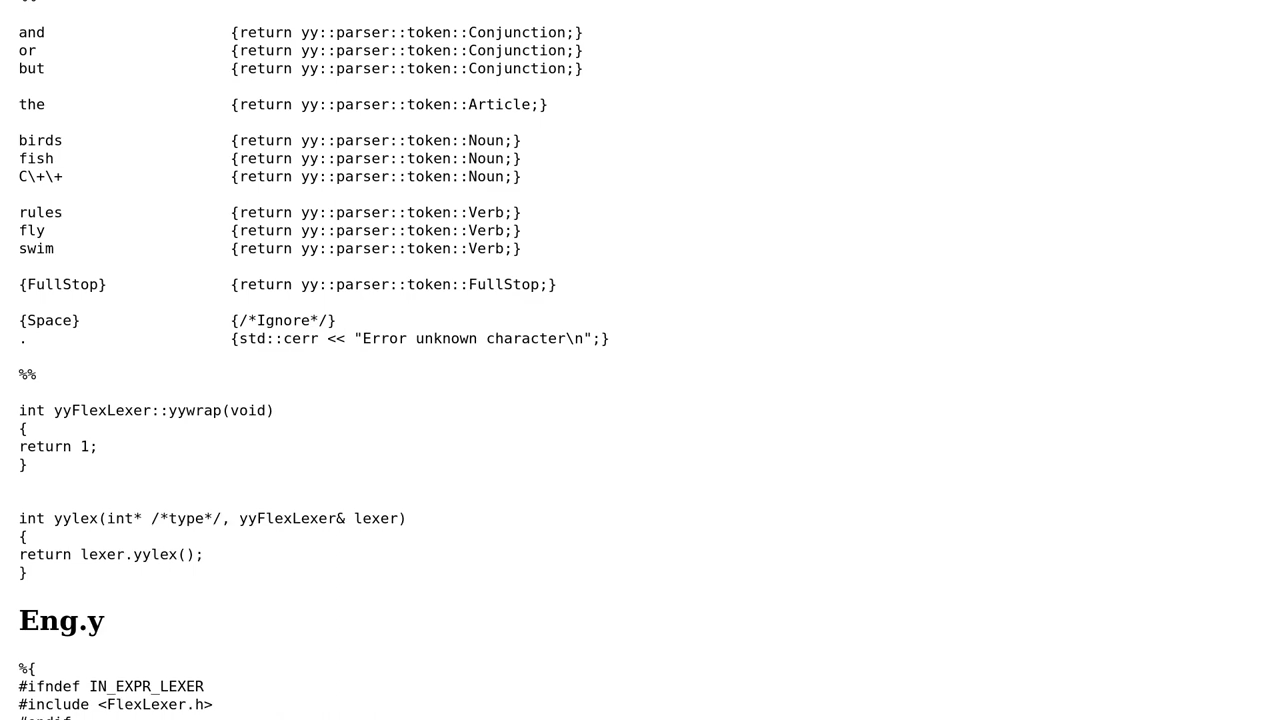 %%
and {return yy::parser::token::Conjunction;}
or {return yy::parser::token::Conjunction;}
but {return yy::parser::token::Conjunction;}
the {return yy::parser::token::Article;}
birds {return yy::parser::token::Noun;}
fish {return yy::parser::token::Noun;}
C\+\+ {return yy::parser::token::Noun;}
rules {return yy::parser::token::Verb;}
fly {return yy::parser::token::Verb;}
swim {return yy::parser::token::Verb;}
{FullStop} {return yy::parser::token::FullStop;}
{Space} {/*Ignore*/}
. {std::cerr << "Error unknown character\n";}
%%
int yyFlexLexer::yywrap(void)
{
return 1;
}
int yylex(int* /*type*/, yyFlexLexer& lexer)
{
return lexer.yylex();
}
Eng.y
%{
#ifndef IN_EXPR_LEXER
#include <FlexLexer.h>
#endif